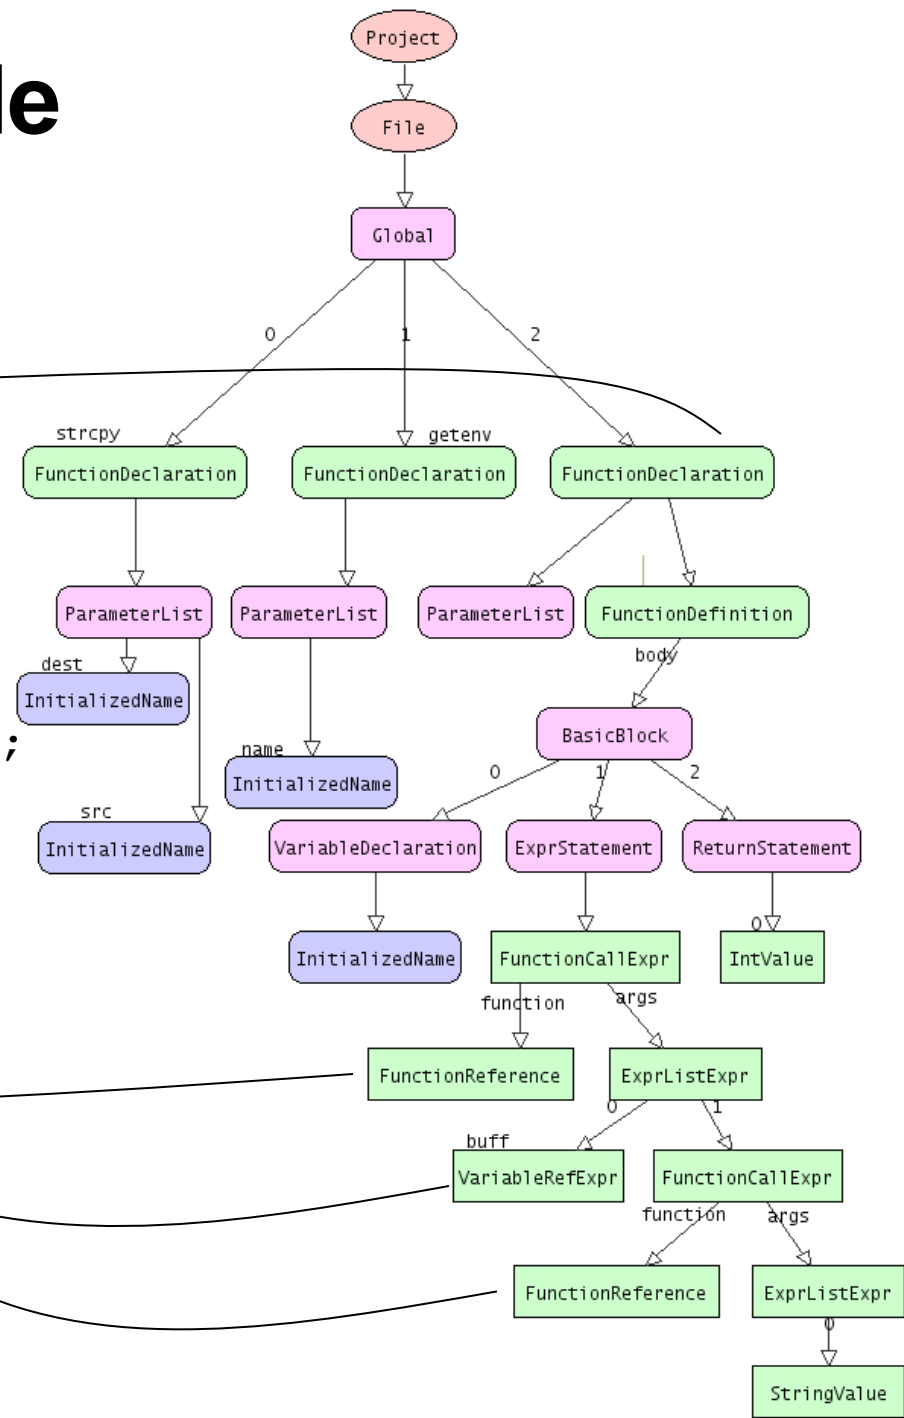 Project
le
File
Global
0 1 2
strcpy getenv
FunctionDeclaration FunctionDeclaration FunctionDeclaration
ParameterList ParameterList ParameterList FunctionDefinition
dest body
InitializedName
BasicBlock
;
name
0 1 2
InitializedName
src
InitializedName VariableDeclaration ExprStatement ReturnStatement
0
InitializedName FunctionCallExpr IntValue
function args
FunctionReference ExprListExpr
0 1
buff
VariableRefExpr FunctionCallExpr
function args
FunctionReference ExprListExpr
0
StringValue